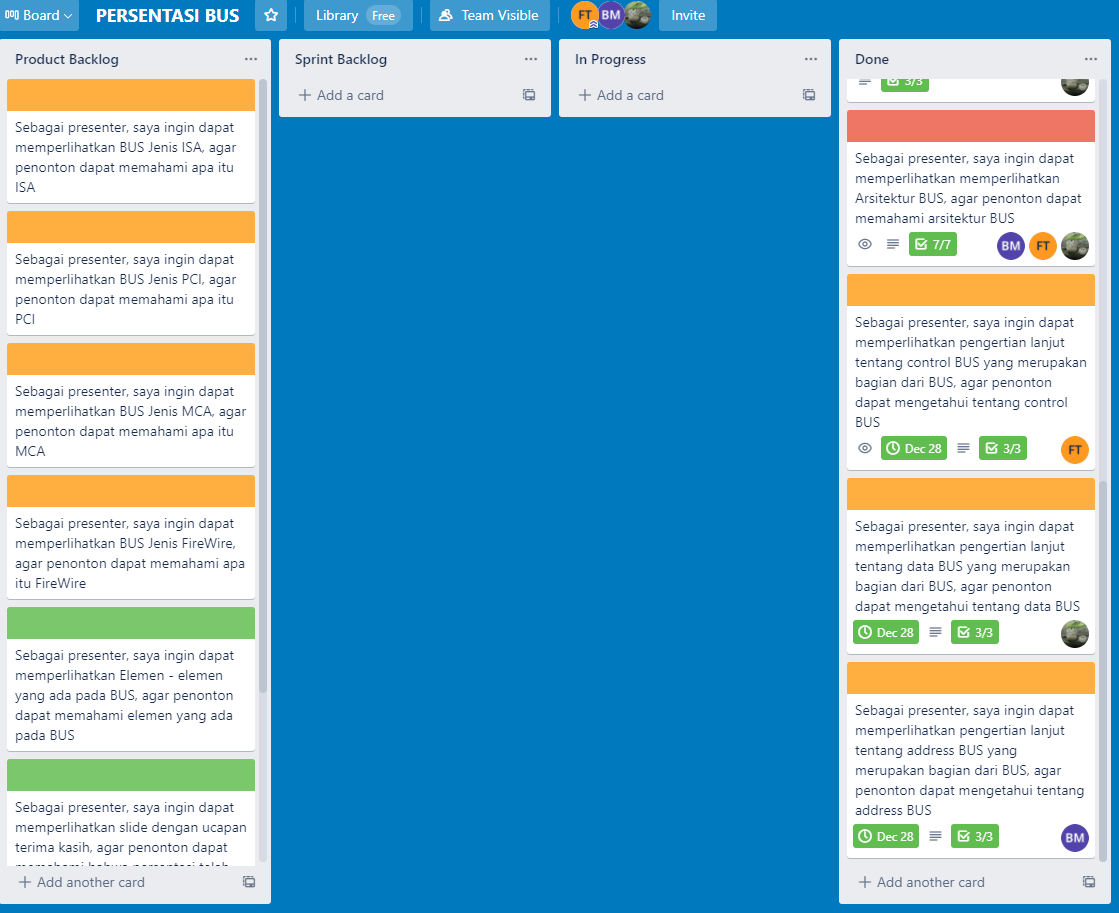 Board
PERSENTASI BUS
Library Free
Team Visible
FT BM
Invite
Product Backlog
Sebagai presenter, saya ingin dapat
memperlihatkan BUS Jenis ISA, agar
penonton dapat memahami apa itu
ISA
Sebagai presenter, saya ingin dapat
memperlihatkan BUS Jenis PCI, agar
penonton dapat memahami apa itu
PCI
Sebagai presenter, saya ingin dapat
memperlihatkan BUS Jenis MCA, agar
penonton dapat memahami apa itu
MCA
Sebagai presenter, saya ingin dapat
memperlihatkan BUS Jenis FireWire,
agar penonton dapat memahami apa
itu FireWire
Sebagai presenter, saya ingin dapat
memperlihatkan Elemen - elemen
yang ada pada BUS, agar penonton
dapat memahami elemen yang ada
pada BUS
Sebagai presenter, saya ingin dapat
memperlihatkan slide dengan ucapan
terima kasih, agar penonton dapat
+ Add another card
Sprint Backlog
+ Add a card
In Progress
+ Add a card
Done
3/3
Sebagai presenter, saya ingin dapat
memperlihatkan memperlihatkan
Arsitektur BUS, agar penonton dapat
memahami arsitektur BUS
7/7 BM FT
Sebagai presenter, saya ingin dapat
memperlihatkan pengertian lanjut
tentang control BUS yang merupakan
bagian dari BUS, agar penonton
dapat mengetahui tentang control
BUS
Dec 28 3/3 FT
Sebagai presenter, saya ingin dapat
memperlihatkan pengertian lanjut
tentang data BUS yang merupakan
bagian dari BUS, agar penonton
dapat mengetahui tentang data BUS
Dec 28 3/3
Sebagai presenter, saya ingin dapat
memperlihatkan pengertian lanjut
tentang address BUS yang
merupakan bagian dari BUS, agar
penonton dapat mengetahui tentang
address BUS
Dec 28 3/3 BM
+ Add another card